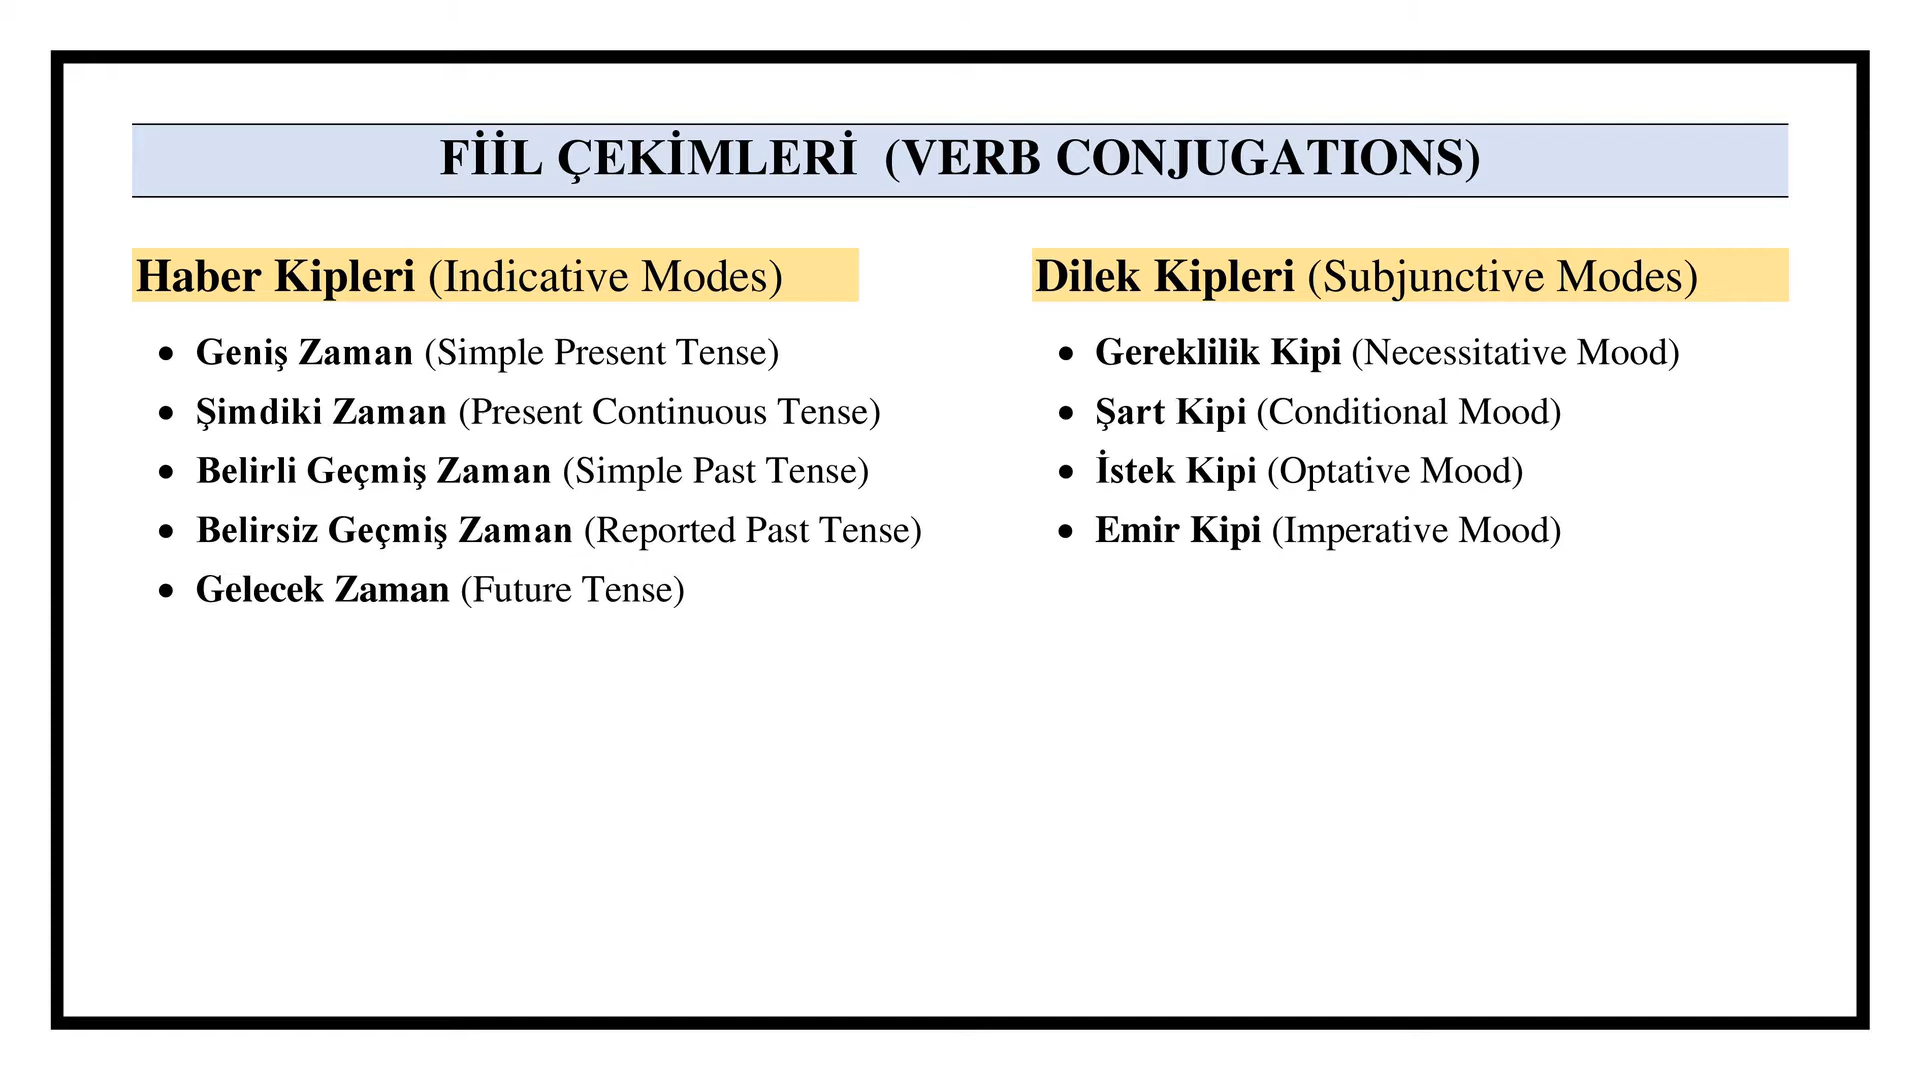 FİİL ÇEKİMLERİ (VERB CONJUGATIONS)
Haber Kipleri (Indicative Modes)
• Geniş Zaman (Simple Present Tense)
• Şimdiki Zaman (Present Continuous Tense)
• Belirli Geçmiş Zaman (Simple Past Tense)
• Belirsiz Geçmiş Zaman (Reported Past Tense)
• Gelecek Zaman (Future Tense)
Dilek Kipleri (Subjunctive Modes)
• Gereklilik Kipi (Necessitative Mood)
• Şart Kipi (Conditional Mood)
• İstek Kipi (Optative Mood)
• Emir Kipi (Imperative Mood)